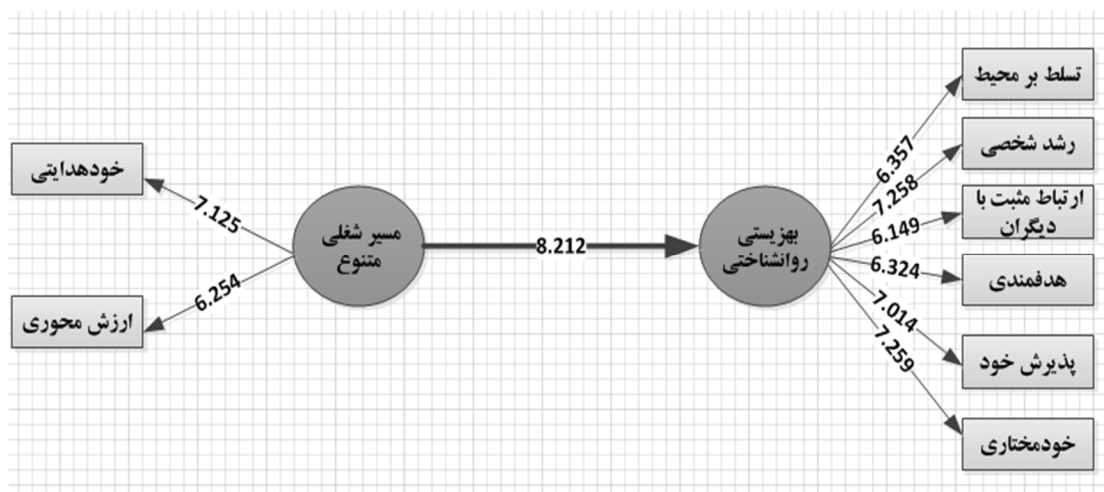 تسلط بر محیط
رشد شخصی
ارتباط مثبت با
دیگران
هدفمندی
پذیرش خود
خودمختاری
6.357
7.258
6.149
6.324
7.014
7.259
بهزیستی
روانشناختی
8.212
مسیر شغلی
متنوع
7.125
6.254
خودهدایتی
ارزش محوری